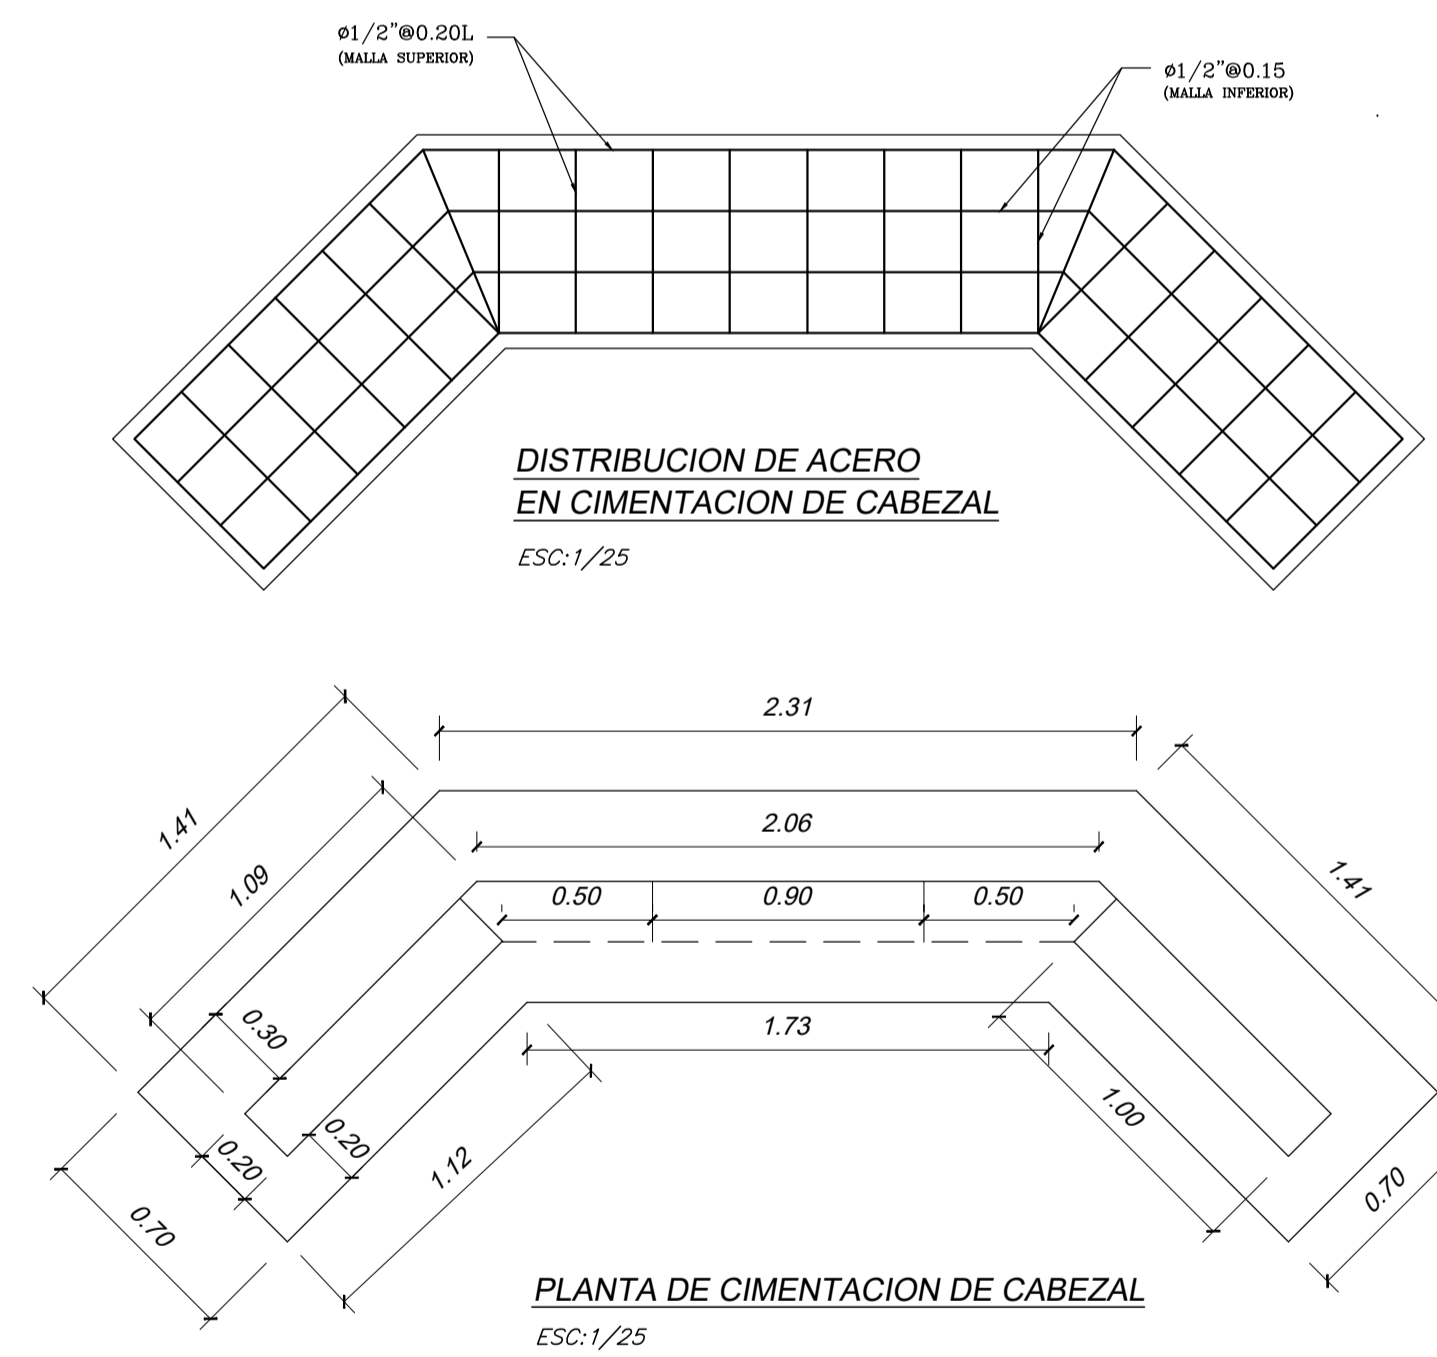 ø1/2"@0.20L
(MALLA SUPERIOR)
ø1/2"@0.15
(MALLA INFERIOR)
DISTRIBUCION DE ACERO
EN CIMENTACION DE CABEZAL
ESC:1/25
2.31
1.41
1.09
2.06
1.41
0.50
0.90
0.50
0.30
1.73
1.00
0.20
0.20
1.12
0.70
0.70
PLANTA DE CIMENTACION DE CABEZAL
ESC:1/25